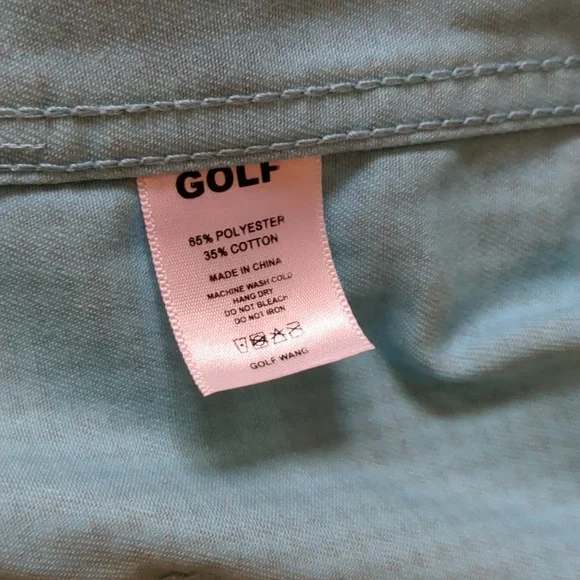 GOLF
65% POLYESTER
35% COTTON
MADE IN CHINA
MACHINE WASH COLD
HANG DRY
DO NOT BLEACH
DO NOT IRON
GOLF WANG